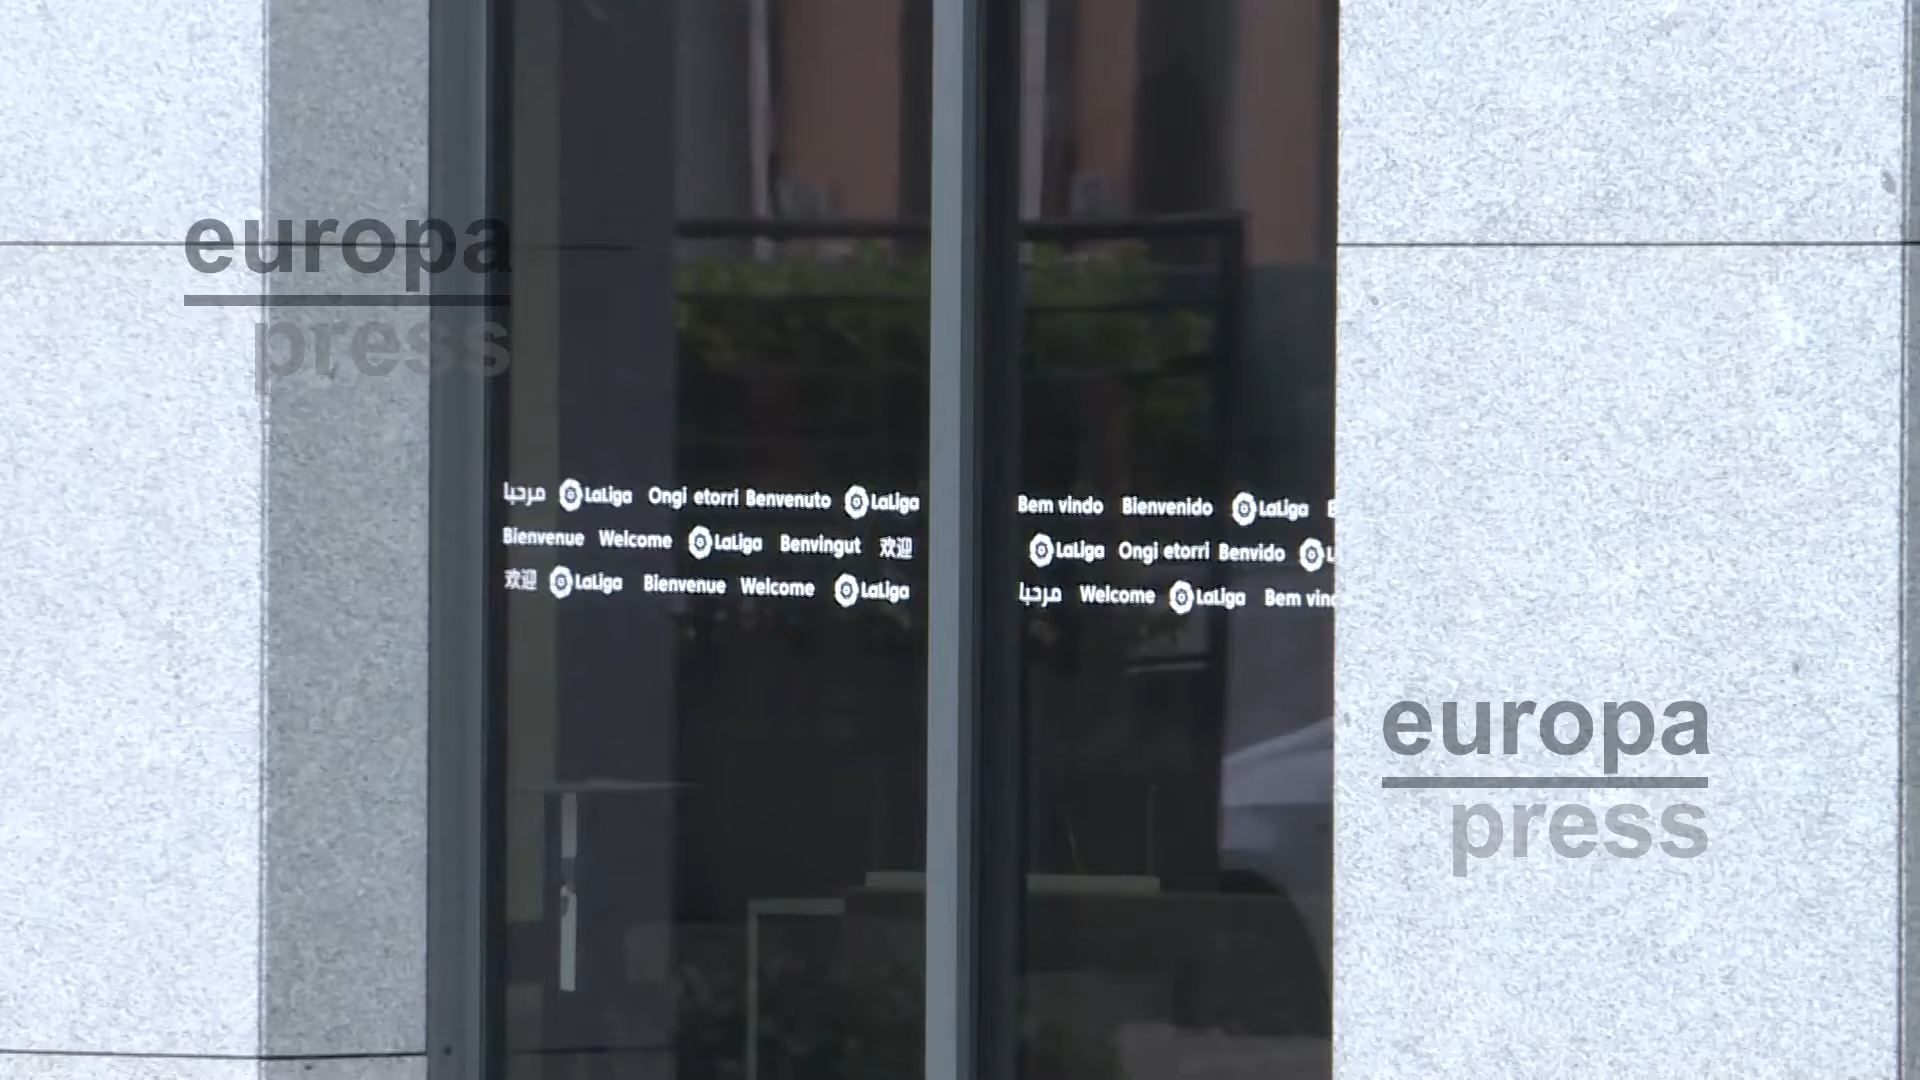 europa
press
مرحبا LaLiga Ongi etorri Benvenuto LaLiga
Bienvenue Welcome LaLiga Benvingut 欢迎
欢迎 LaLiga Bienvenue Welcome LaLiga
Bem vindo Bienvenido LaLiga
LaLiga Ongi etorri Benvido
مرحبا Welcome LaLiga Bem
europa
press